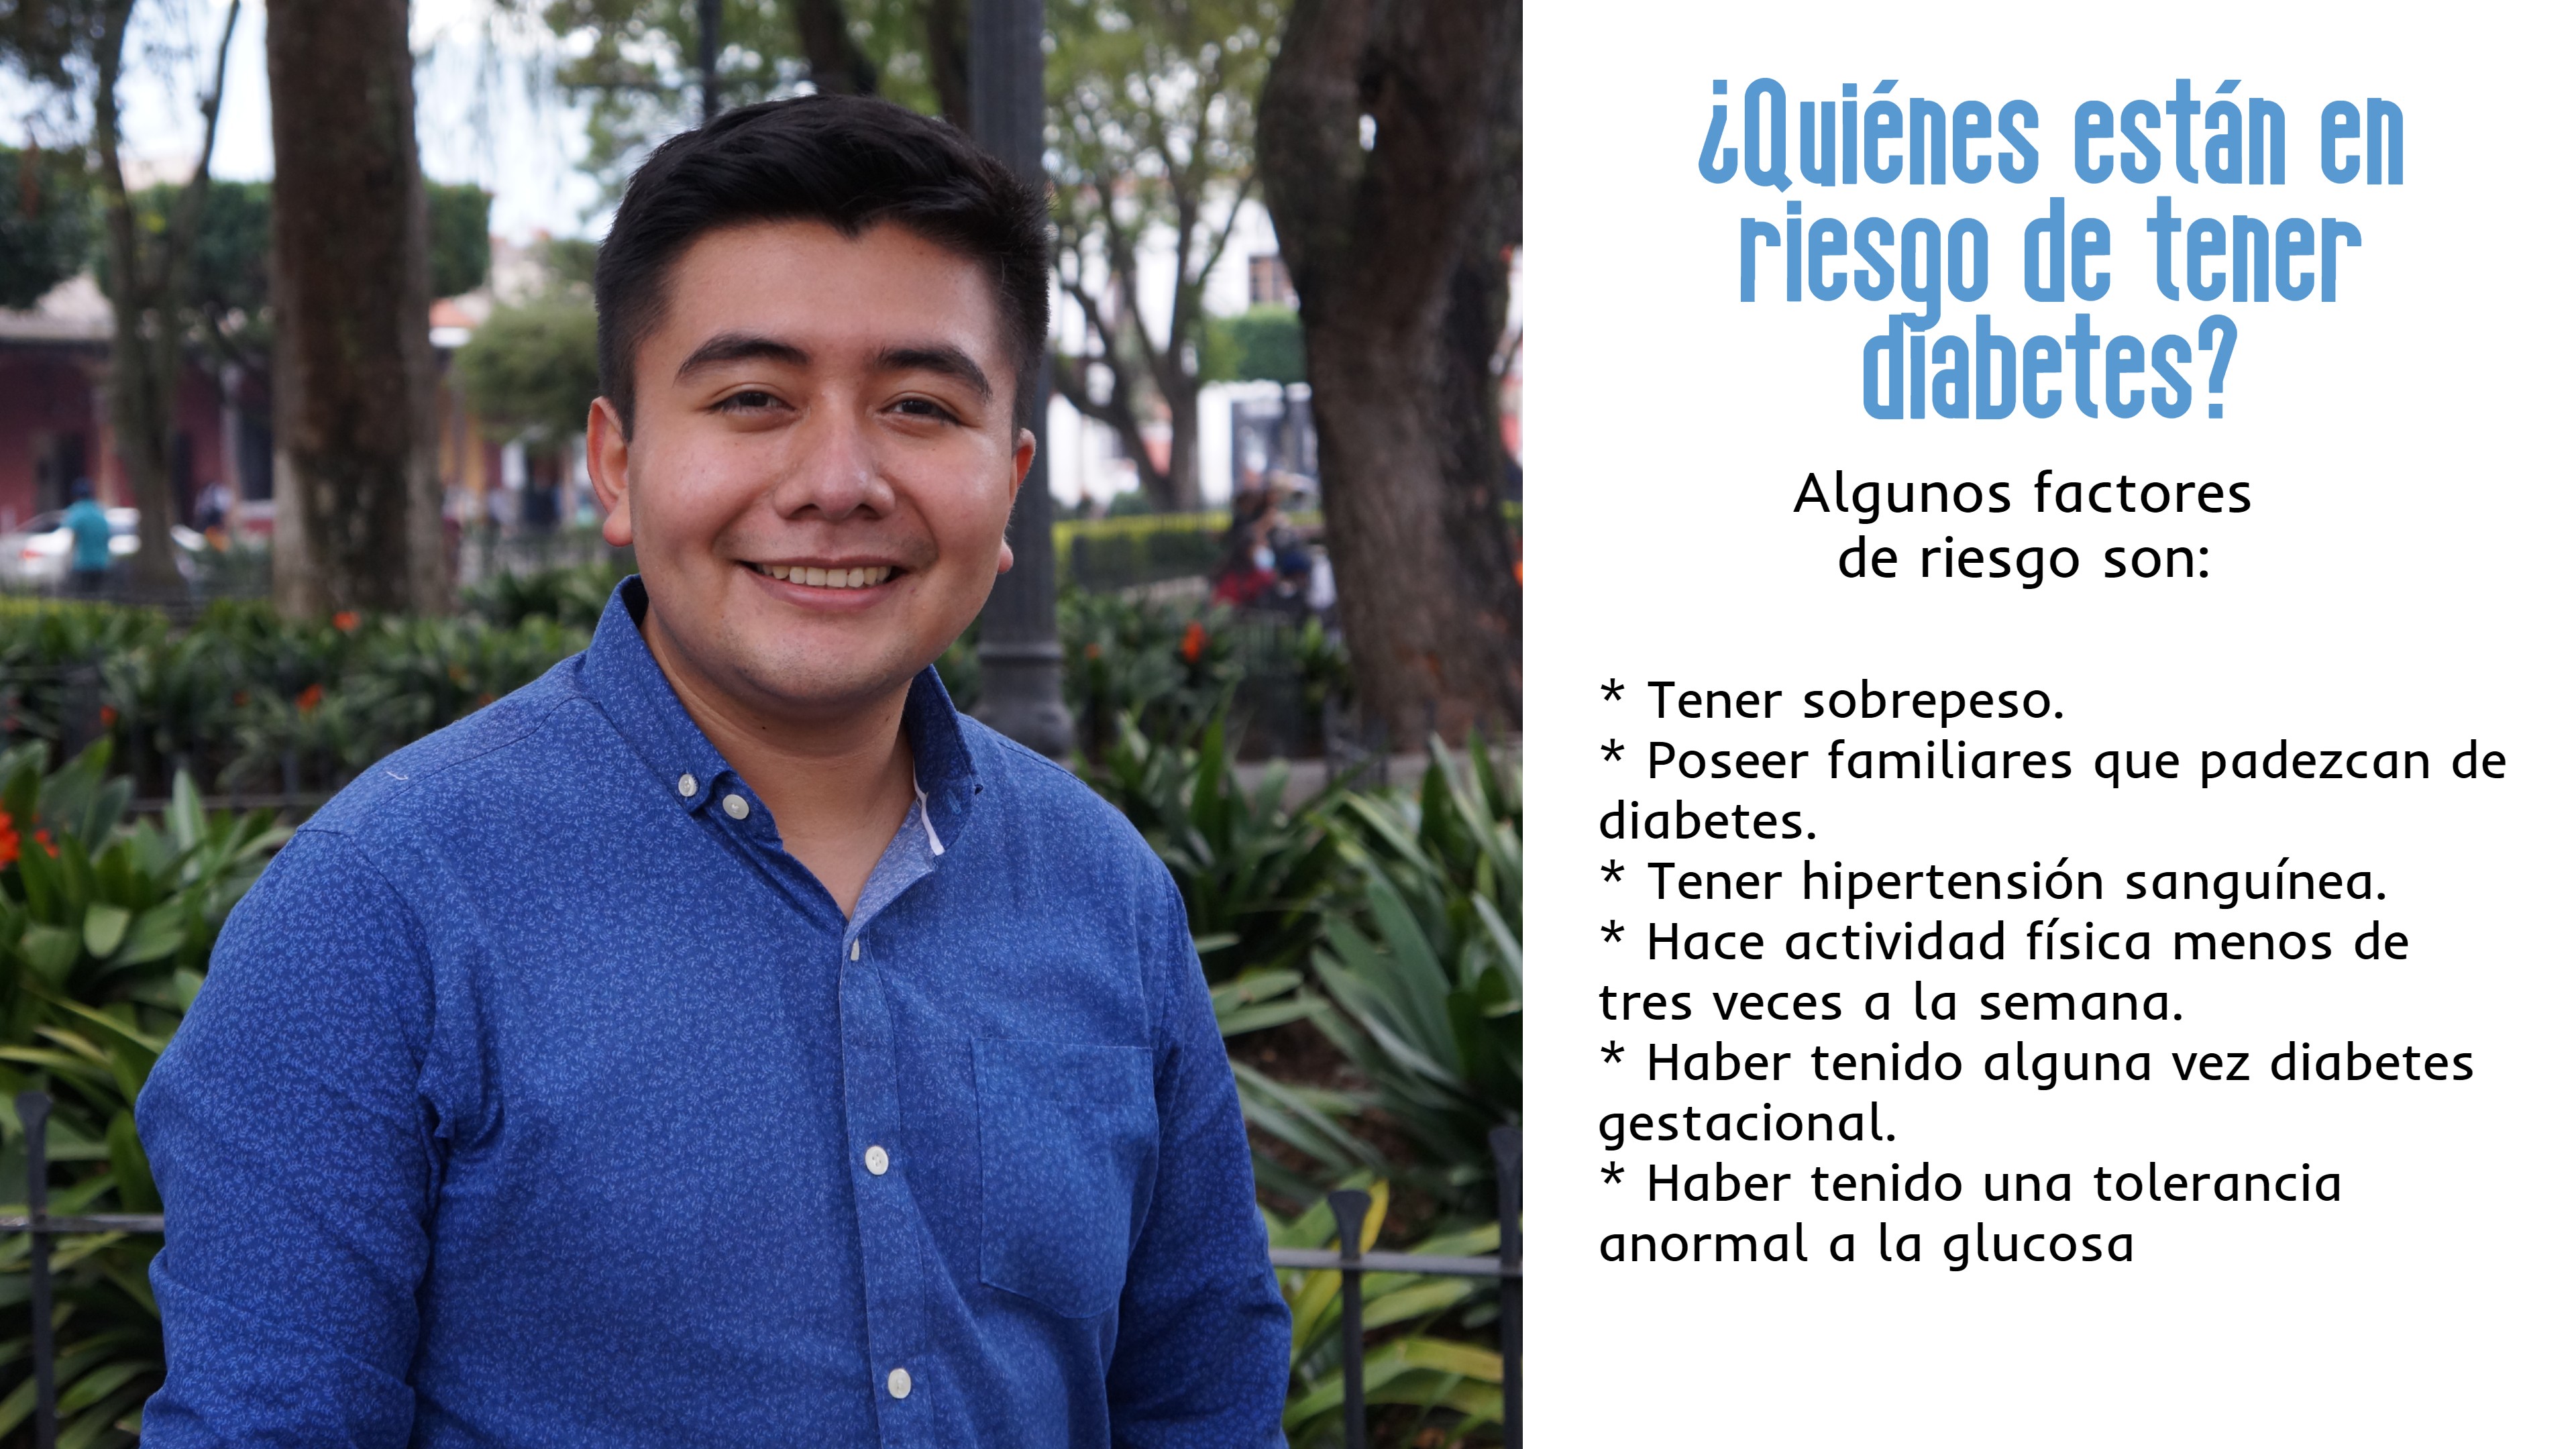 ¿Quiénes están en
riesgo de tener
diabetes?
Algunos factores
de riesgo son:
* Tener sobrepeso.
* Poseer familiares que padezcan de
diabetes.
* Tener hipertensión sanguínea.
* Hace actividad física menos de
tres veces a la semana.
* Haber tenido alguna vez diabetes
gestacional.
* Haber tenido una tolerancia
anormal a la glucosa